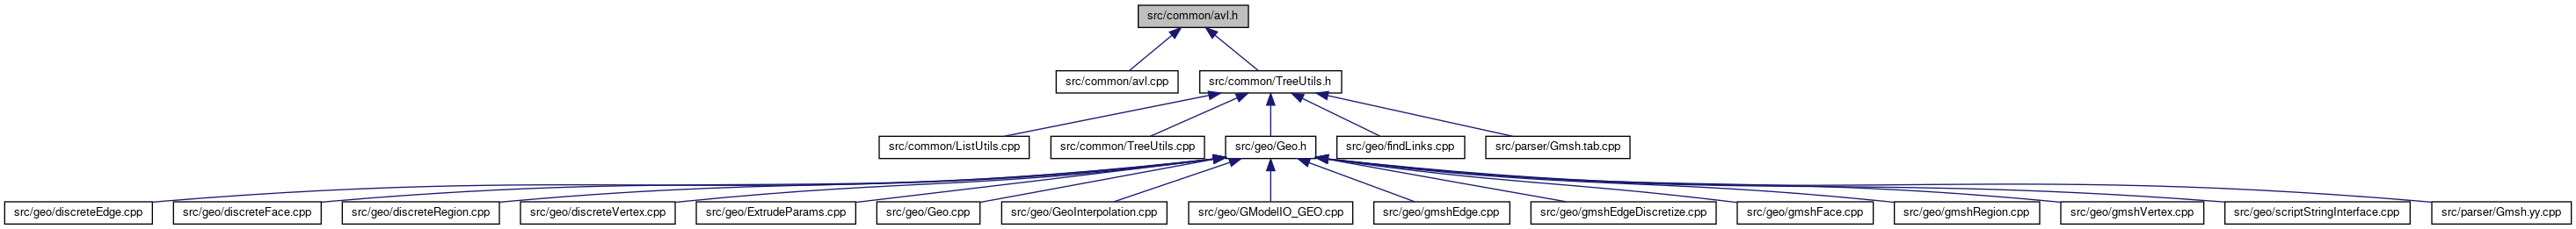 src/common/avl.h
src/common/avl.cpp
src/common/TreeUtils.h
src/common/ListUtils.cpp
src/common/TreeUtils.cpp
src/geo/Geo.h
src/geo/findLinks.cpp
src/parser/Gmsh.tab.cpp
src/geo/discreteEdge.cpp
src/geo/discreteFace.cpp
src/geo/discreteRegion.cpp
src/geo/discreteVertex.cpp
src/geo/ExtrudeParams.cpp
src/geo/Geo.cpp
src/geo/GeoInterpolation.cpp
src/geo/GModelIO_GEO.cpp
src/geo/gmshEdge.cpp
src/geo/gmshEdgeDiscretize.cpp
src/geo/gmshFace.cpp
src/geo/gmshRegion.cpp
src/geo/gmshVertex.cpp
src/geo/scriptStringInterface.cpp
src/parser/Gmsh.yy.cpp